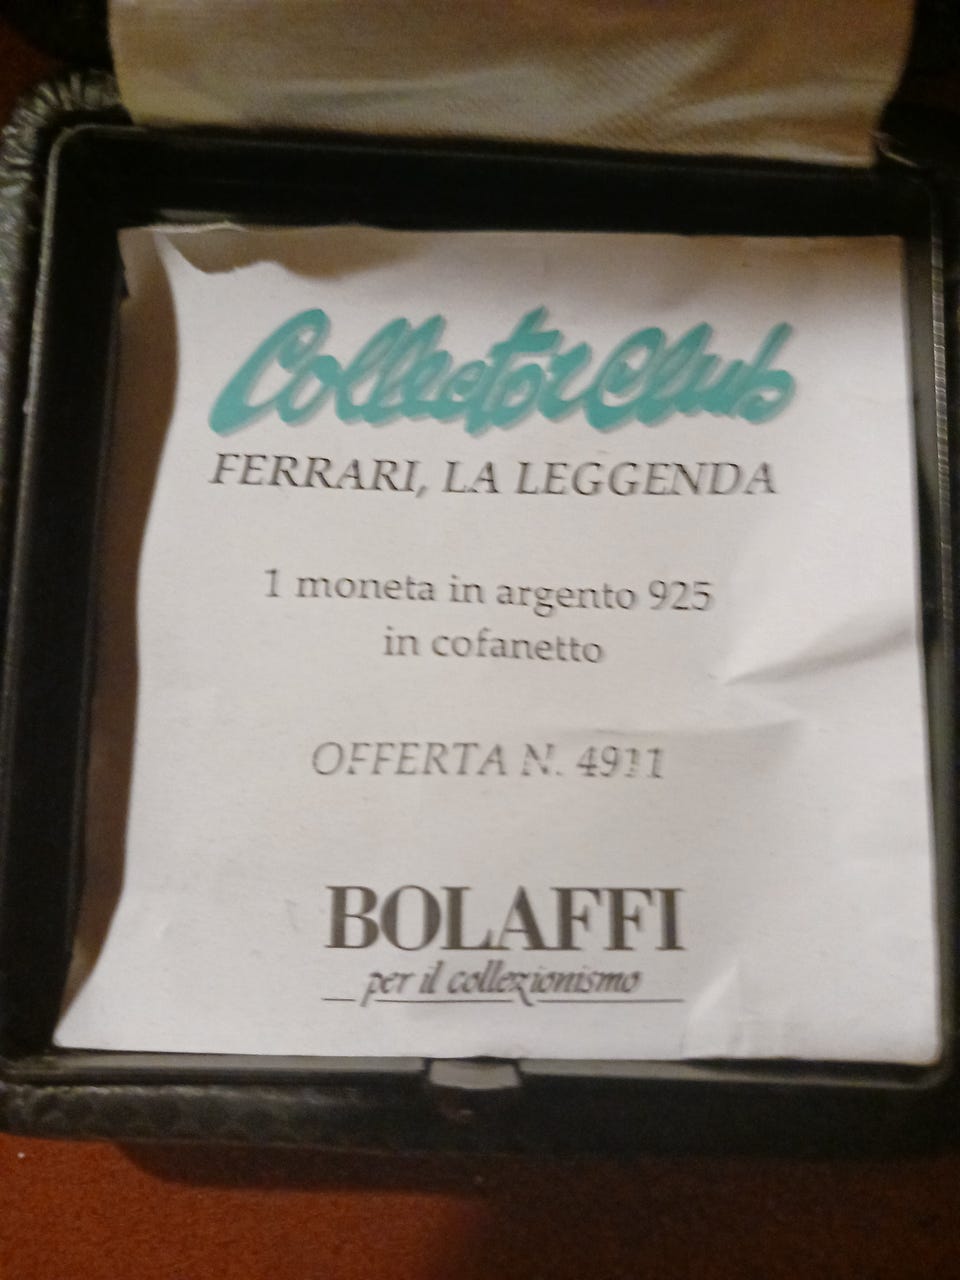 Collector Club
FERRARI, LA LEGGENDA
1 moneta in argento 925
in cofanetto
OFFERTA N. 4911
BOLAFFI
per il collezionismo